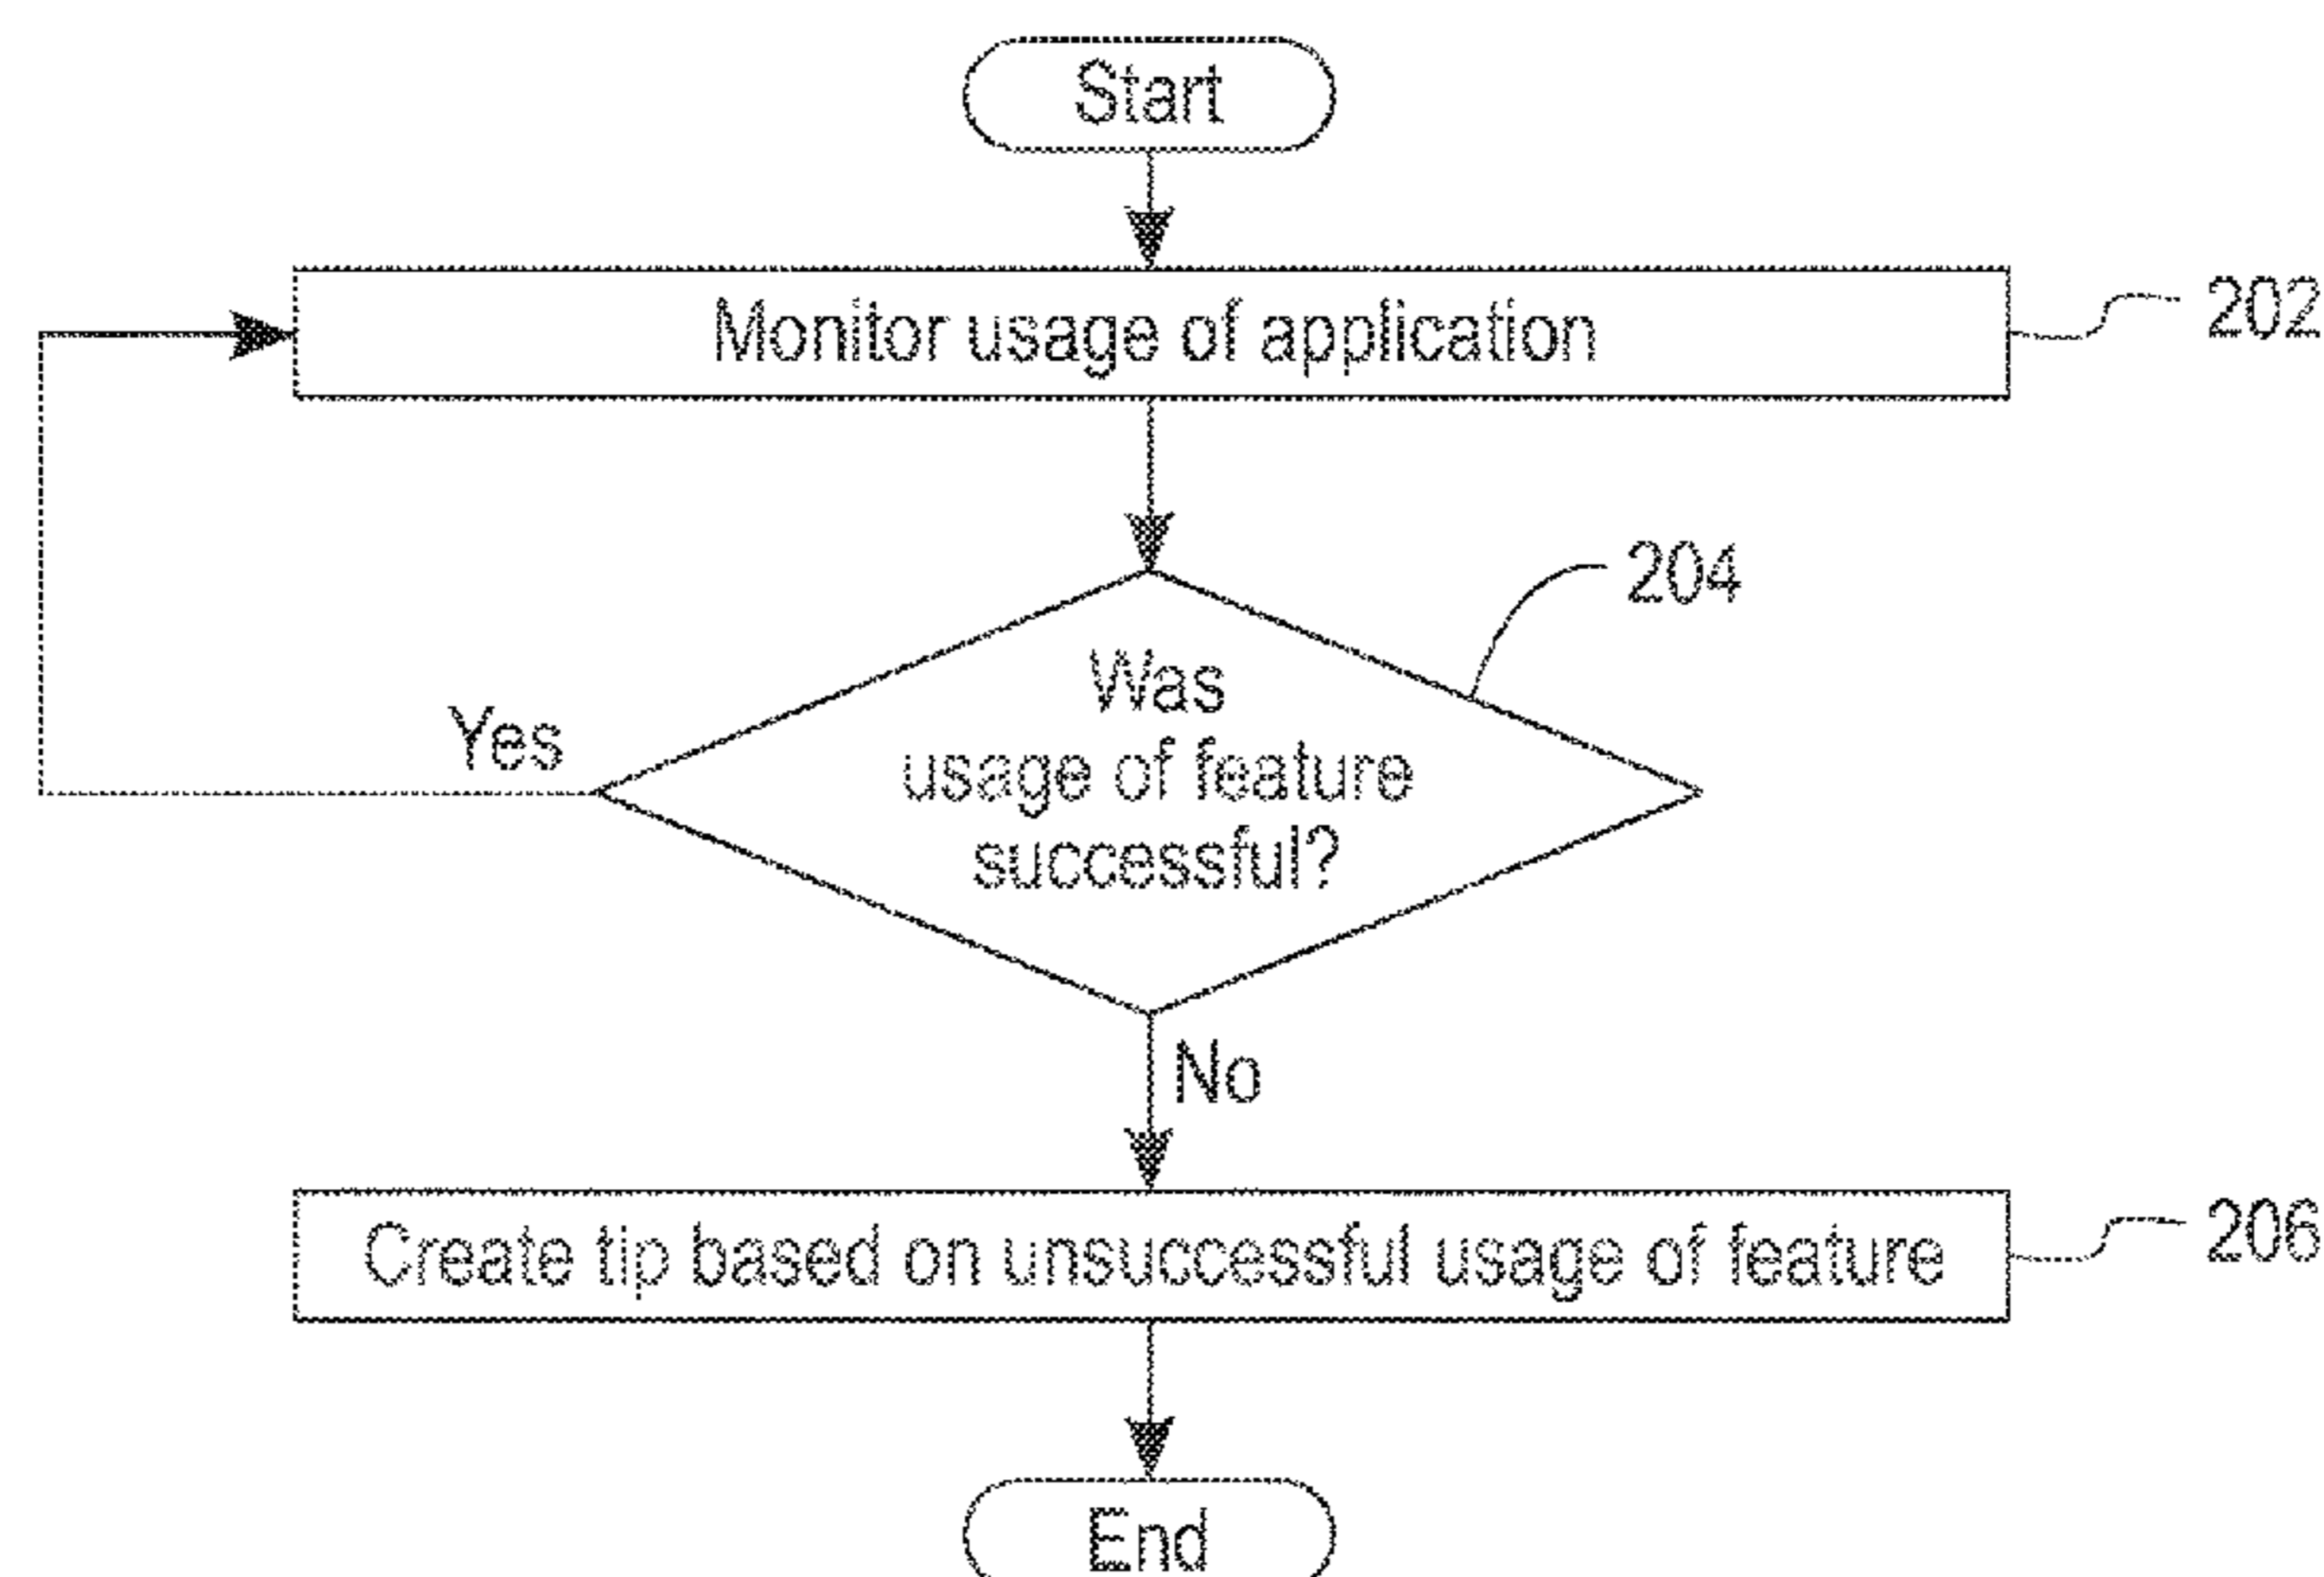 Start
Monitor usage of application
202
204
Was
usage of feature
successful?
Yes
No
Create tip based on unsuccessful usage of feature
206
End